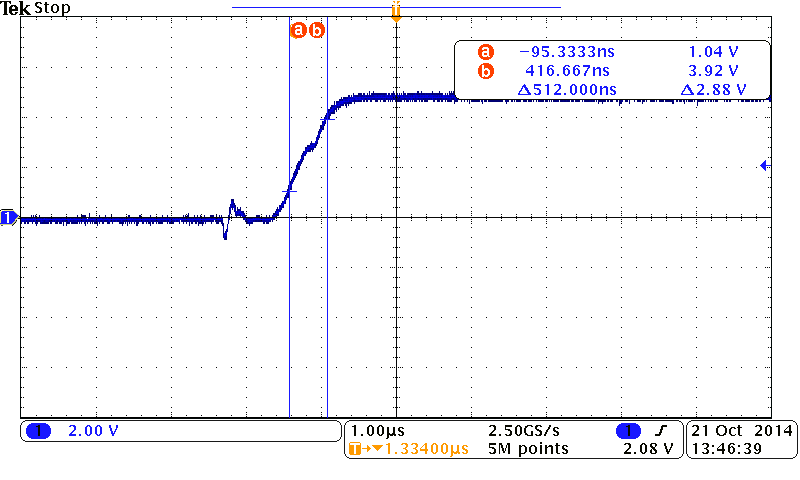 Tek Stop
T
a b
a −95.3333ns 1.04 V
b 416.667ns 3.92 V
Δ512.000ns Δ2.88 V
1
1 2.00 V
1.00µs 2.50GS/s 1 21 Oct 2014
T→▼1.33400µs 5M points 2.08 V 13:46:39